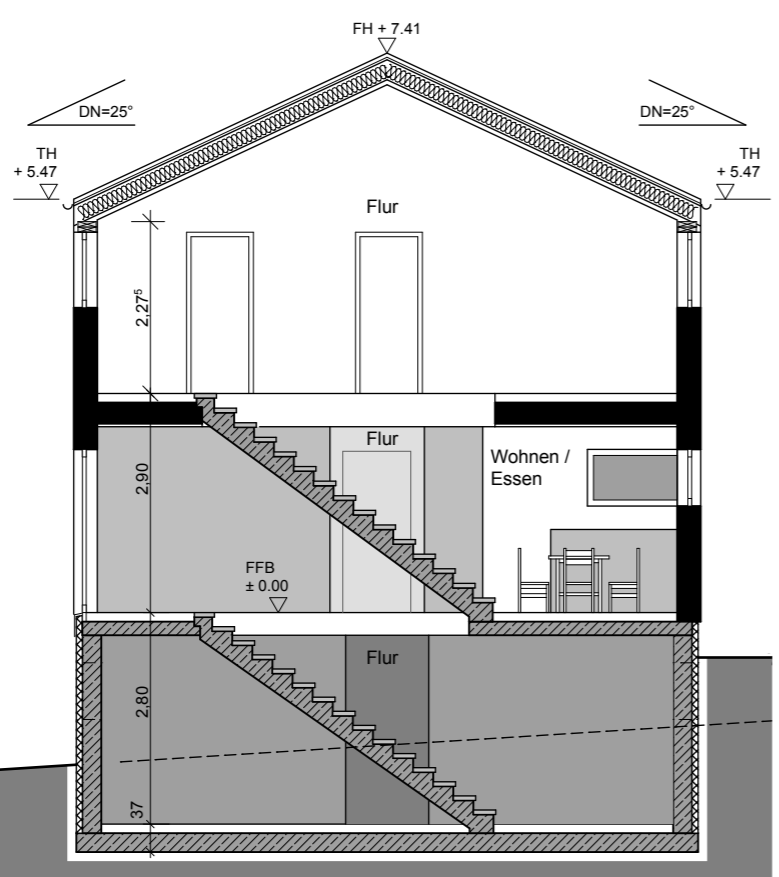 FH + 7.41
DN=25°
DN=25°
TH
+ 5.47
TH
+ 5.47
Flur
2,27⁵
Flur
Wohnen /
Essen
2,90
FFB
± 0.00
Flur
2,80
37